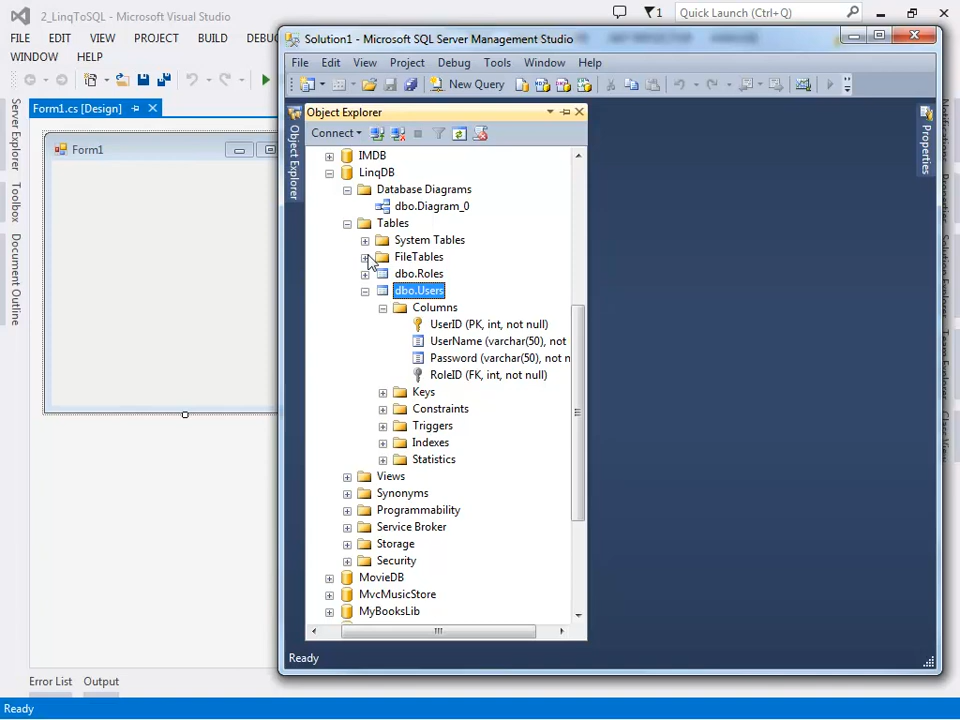 2_LinqToSQL - Microsoft Visual Studio
1
Quick Launch (Ctrl+Q)
FILE EDIT VIEW PROJECT BUILD DEBU
WINDOW HELP
Form1.cs [Design]
Form1
Server Explorer
Toolbox
Document Outline
Solution1 - Microsoft SQL Server Management Studio
File Edit View Project Debug Tools Window Help
New Query
Object Explorer
Object Explorer
Properties
Connect
IMDB
LinqDB
Database Diagrams
dbo.Diagram_0
Tables
System Tables
FileTables
dbo.Roles
dbo.Users
Columns
UserID (PK, int, not null)
UserName (varchar(50), not
Password (varchar(50), not n
RoleID (FK, int, not null)
Keys
Constraints
Triggers
Indexes
Statistics
Views
Synonyms
Programmability
Service Broker
Storage
Security
MovieDB
MvcMusicStore
MyBooksLib
Ready
Error List Output
Ready